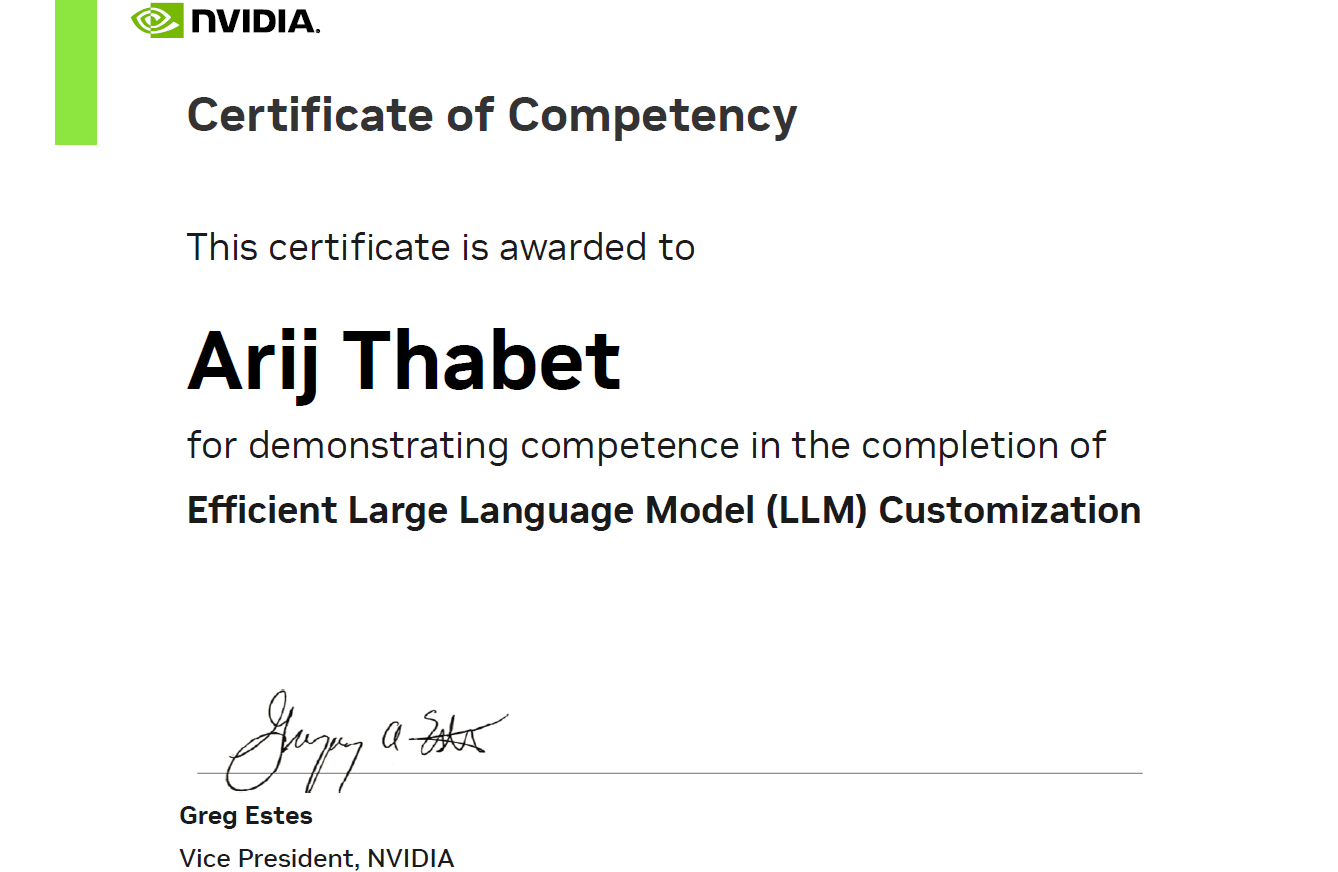 NVIDIA.
Certificate of Competency
This certificate is awarded to
Arij Thabet
for demonstrating competence in the completion of
Efficient Large Language Model (LLM) Customization
Gregory A Estes
Greg Estes
Vice President, NVIDIA